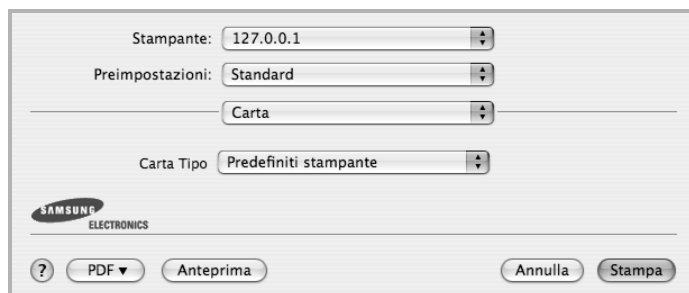 Stampante: 127.0.0.1
Preimpostazioni: Standard
Carta
Carta Tipo Predefiniti stampante
SAMSUNG
ELECTRONICS
? PDF ▼ Anteprima Annulla Stampa